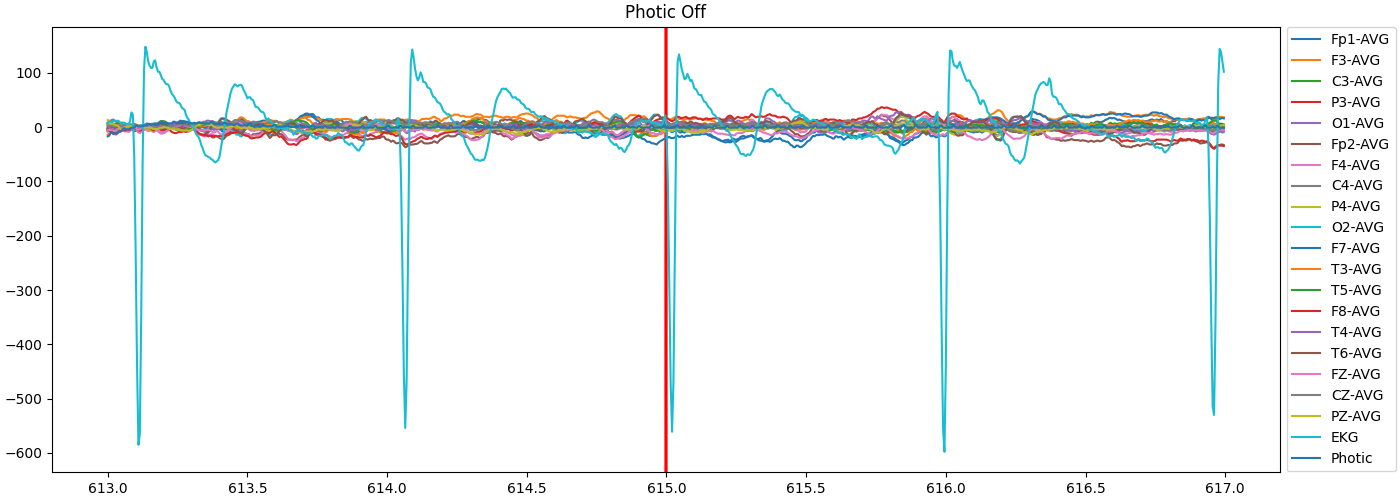 Photic Off
100
0
−100
−200
−300
−400
−500
−600
613.0 613.5 614.0 614.5 615.0 615.5 616.0 616.5 617.0
Fp1-AVG
F3-AVG
C3-AVG
P3-AVG
O1-AVG
Fp2-AVG
F4-AVG
C4-AVG
P4-AVG
O2-AVG
F7-AVG
T3-AVG
T5-AVG
F8-AVG
T4-AVG
T6-AVG
FZ-AVG
CZ-AVG
PZ-AVG
EKG
Photic